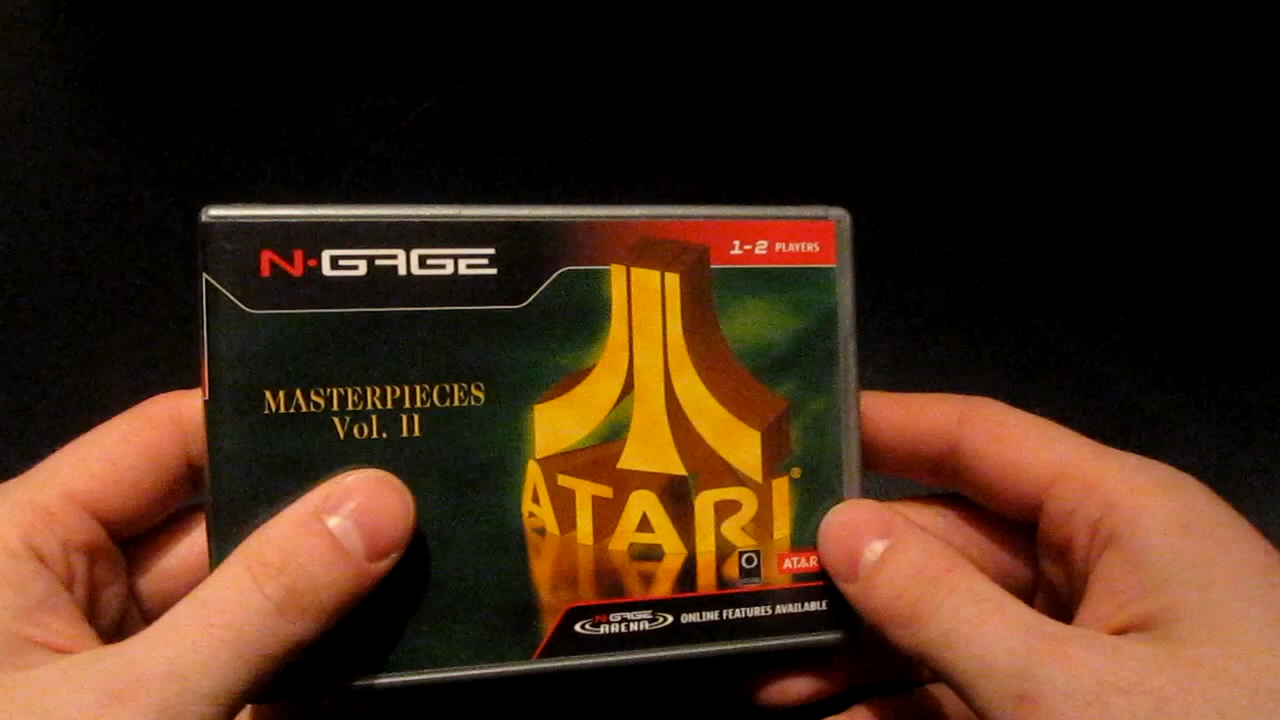 N·GAGE
1-2 PLAYERS
MASTERPIECES
Vol. II
ATARI®
ATARI
N·GAGE
ARENA
ONLINE FEATURES AVAILABLE